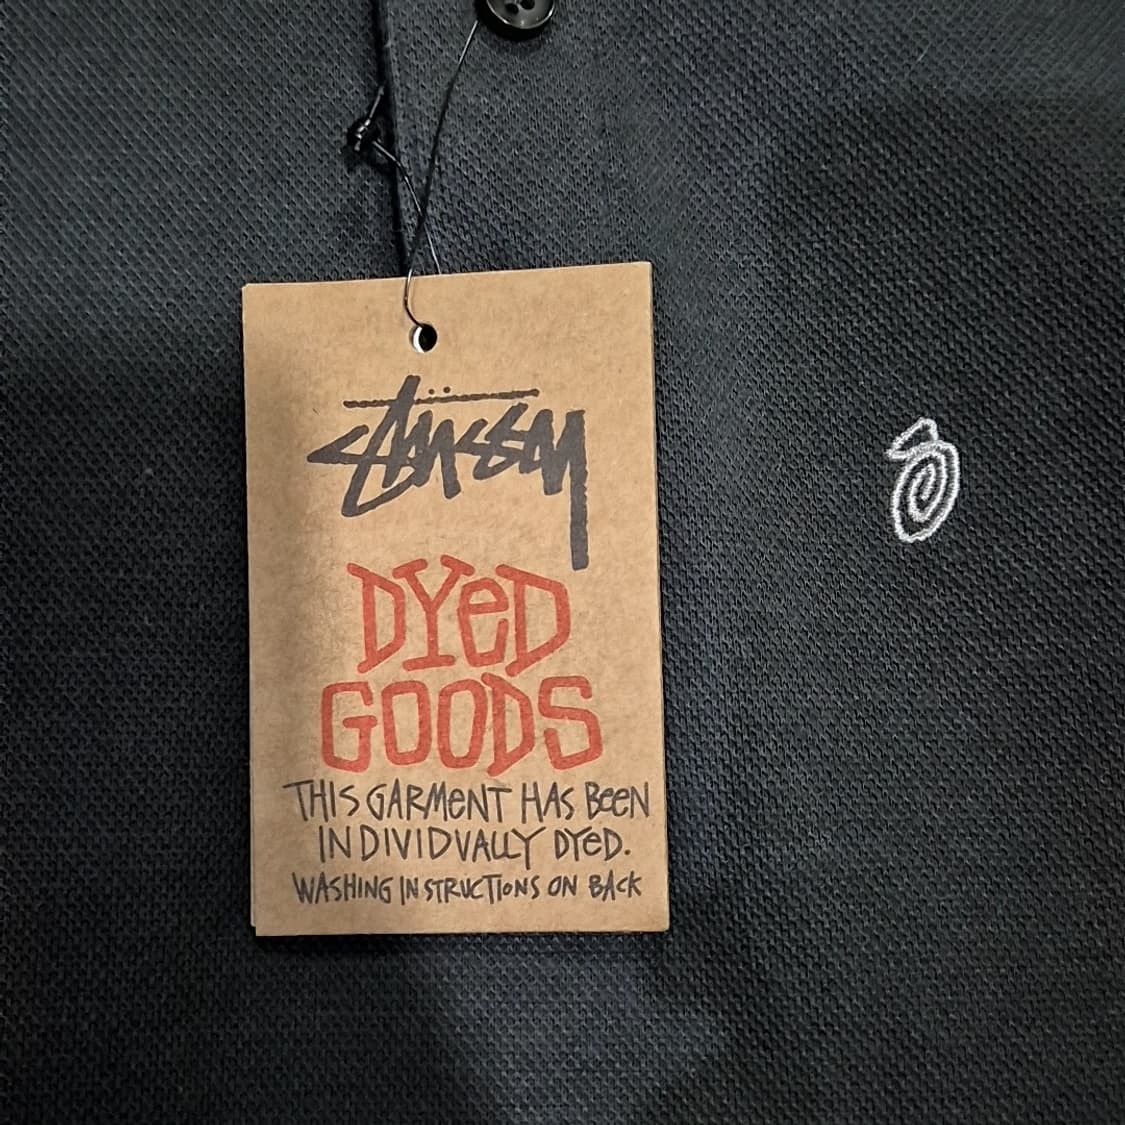 Stüssy
DYeD
GOODS
THIS GARMeNT HAS BeeN
INDIVIDVALLY DYeD.
WASHING INSTRUCTIoNS ON BACK